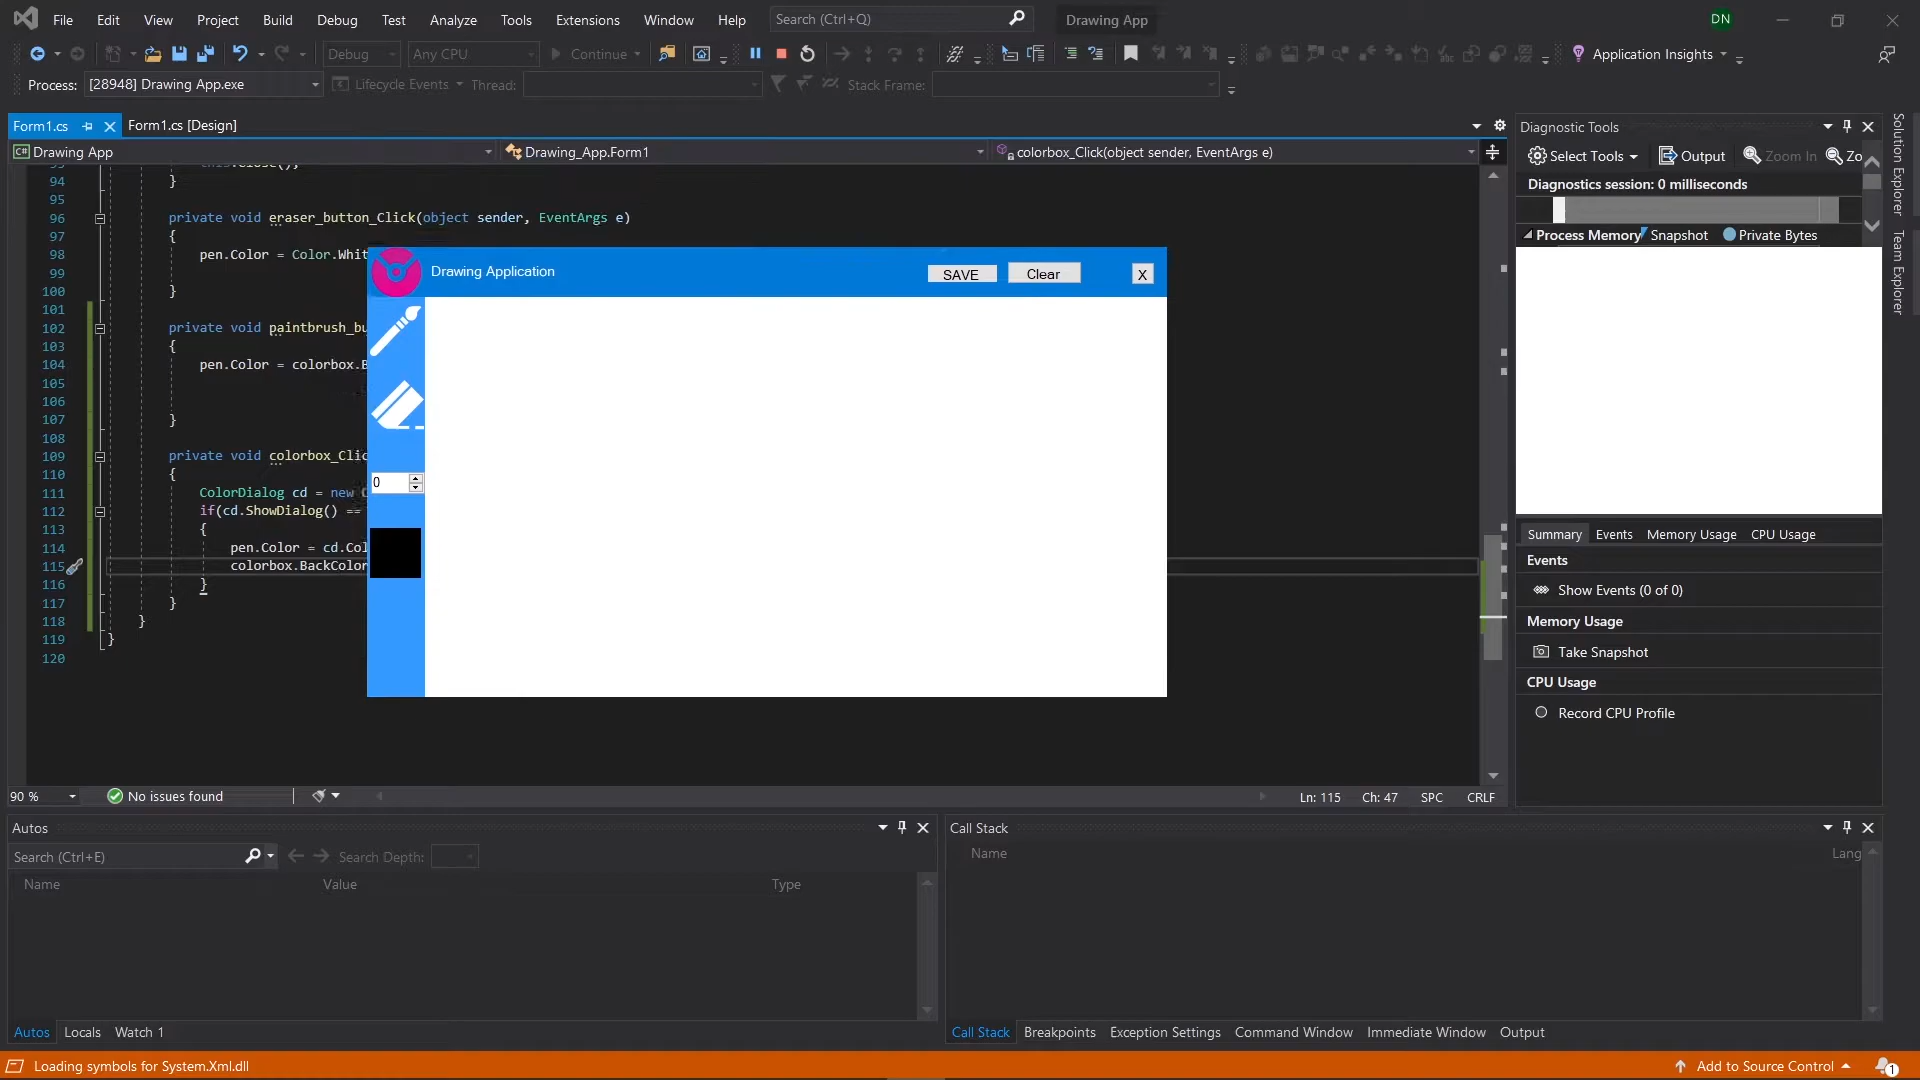 File Edit View Project Build Debug Test Analyze Tools Extensions Window Help Search (Ctrl+Q) Drawing App DN
Debug Any CPU Continue Application Insights
Process: [28948] Drawing App.exe Lifecycle Events Thread: Stack Frame:
Form1.cs Form1.cs [Design]
Drawing App Drawing_App.Form1 colorbox_Click(object sender, EventArgs e)
94 }
95
96 private void eraser_button_Click(object sender, EventArgs e)
97 {
98 pen.Color = Color.Whit
99
100 }
101
102 private void paintbrush_bu
103 {
104 pen.Color = colorbox.B
105
106
107 }
108
109 private void colorbox_Clic
110 {
111 ColorDialog cd = new
112 if(cd.ShowDialog() ==
113 {
114 pen.Color = cd.Col
115 colorbox.BackColor
116 }
117 }
118 }
119 }
120
Drawing Application SAVE Clear X
0
90 % No issues found Ln: 115 Ch: 47 SPC CRLF
Diagnostic Tools
Select Tools Output Zoom In Zo
Diagnostics session: 0 milliseconds
Process Memory Snapshot Private Bytes
Summary Events Memory Usage CPU Usage
Events
Show Events (0 of 0)
Memory Usage
Take Snapshot
CPU Usage
Record CPU Profile
Solution Explorer
Team Explorer
Autos
Search (Ctrl+E) Search Depth:
Name Value Type
Autos Locals Watch 1
Call Stack
Name Lang
Call Stack Breakpoints Exception Settings Command Window Immediate Window Output
Loading symbols for System.Xml.dll Add to Source Control 1